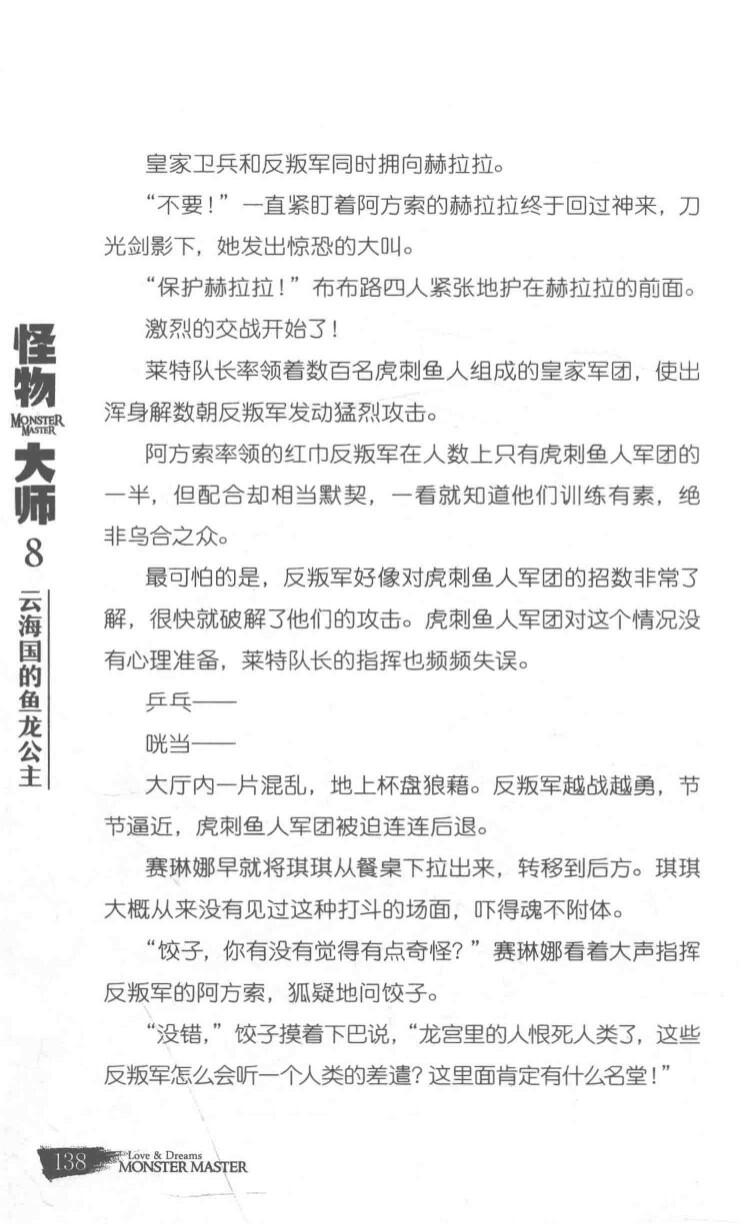 皇家卫兵和反叛军同时拥向赫拉拉。
“不要！”一直紧盯着阿方索的赫拉拉终于回过神来，刀
光剑影下，她发出惊恐的大叫。
“保护赫拉拉！”布布路四人紧张地护在赫拉拉的前面。
激烈的交战开始了！
莱特队长率领着数百名虎刺鱼人组成的皇家军团，使出
浑身解数朝反叛军发动猛烈攻击。
阿方索率领的红巾反叛军在人数上只有虎刺鱼人军团的
一半，但配合却相当默契，一看就知道他们训练有素，绝
非乌合之众。
最可怕的是，反叛军好像对虎刺鱼人军团的招数非常了
解，很快就破解了他们的攻击。虎刺鱼人军团对这个情况没
有心理准备，莱特队长的指挥也频频失误。
乒乓——
咣当——
大厅内一片混乱，地上杯盘狼藉。反叛军越战越勇，节
节逼近，虎刺鱼人军团被迫连连后退。
赛琳娜早就将琪琪从餐桌下拉出来，转移到后方。琪琪
大概从来没有见过这种打斗的场面，吓得魂不附体。
“饺子，你有没有觉得有点奇怪？”赛琳娜看着大声指挥
反叛军的阿方索，狐疑地问饺子。
“没错，”饺子摸着下巴说，“龙宫里的人恨死人类了，这些
反叛军怎么会听一个人类的差遣？这里面肯定有什么名堂！”
怪物
MONSTER
MASTER
大师
8
云海国的鱼龙公主
138
Love & Dreams
MONSTER MASTER